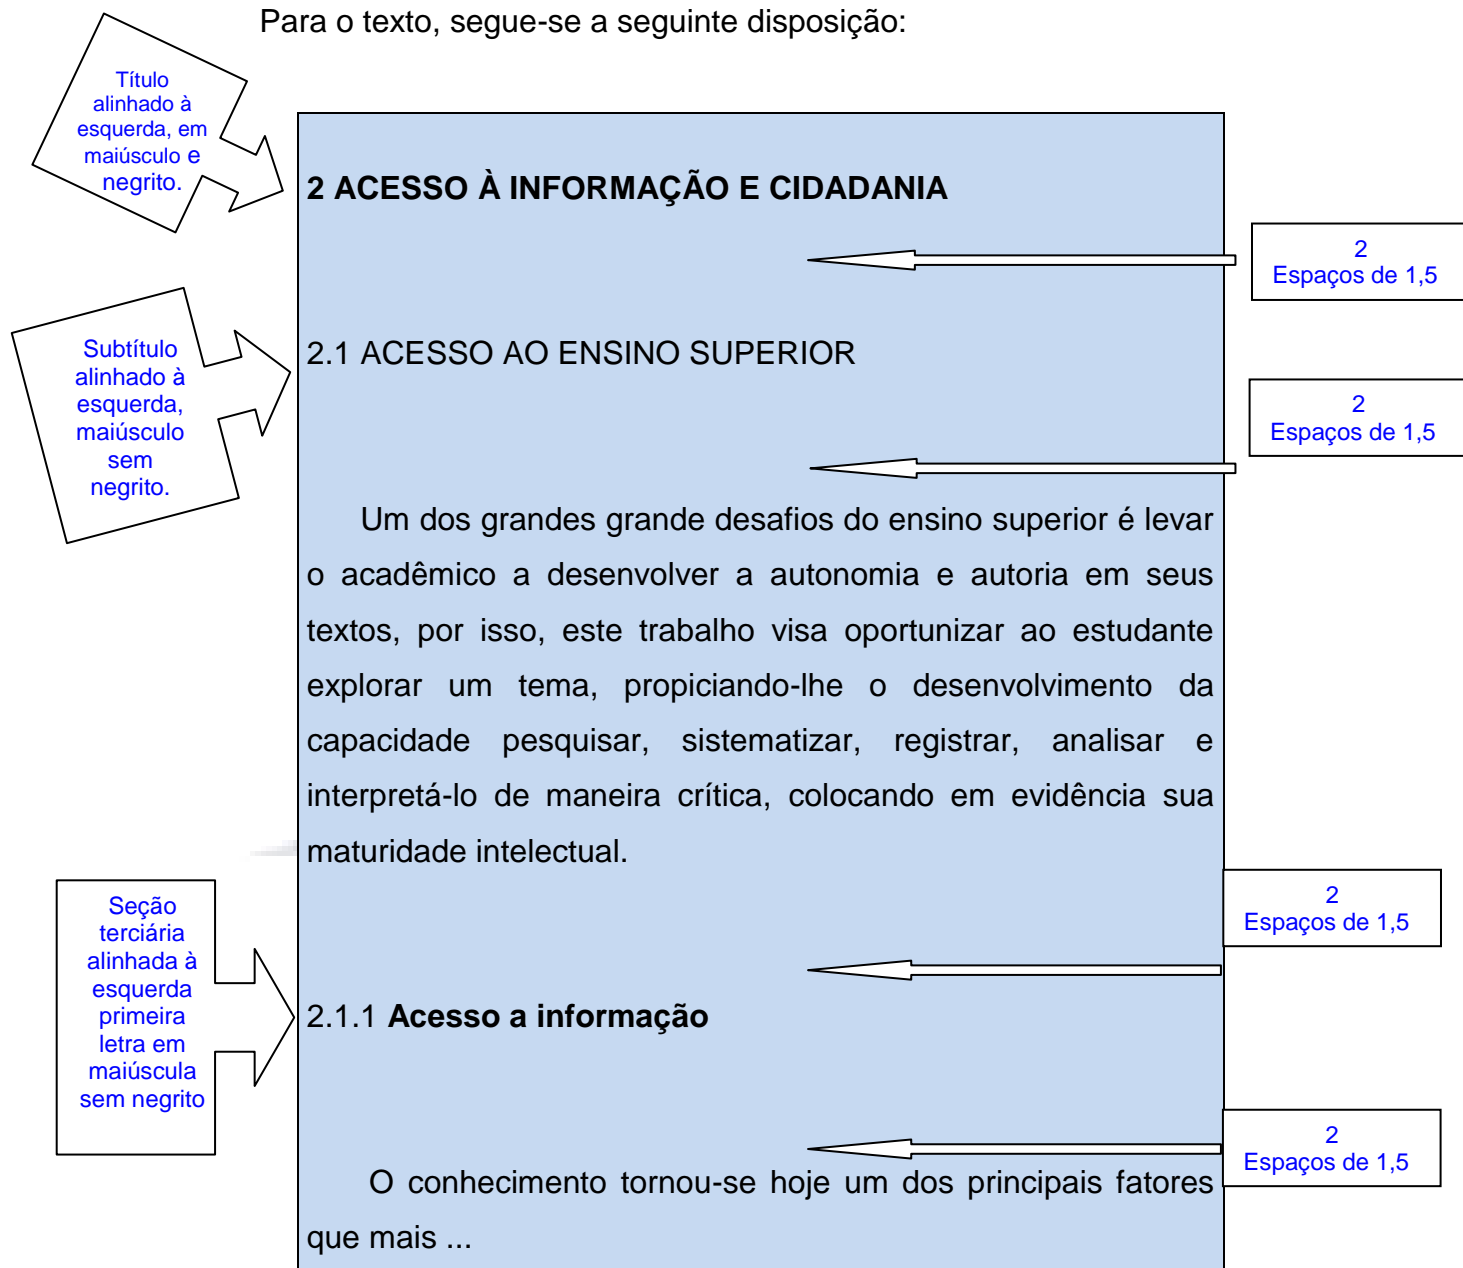 Para o texto, segue-se a seguinte disposição:
Título
alinhado à
esquerda, em
maiúsculo e
negrito.
2 ACESSO À INFORMAÇÃO E CIDADANIA
2
Espaços de 1,5
Subtítulo
alinhado à
esquerda,
maiúsculo
sem
negrito.
2.1 ACESSO AO ENSINO SUPERIOR
2
Espaços de 1,5
Um dos grandes grande desafios do ensino superior é levar
o acadêmico a desenvolver a autonomia e autoria em seus
textos, por isso, este trabalho visa oportunizar ao estudante
explorar um tema, propiciando-lhe o desenvolvimento da
capacidade pesquisar, sistematizar, registrar, analisar e
interpretá-lo de maneira crítica, colocando em evidência sua
maturidade intelectual.
2
Espaços de 1,5
Seção
terciária
alinhada à
esquerda
primeira
letra em
maiúscula
sem negrito
2.1.1 Acesso a informação
2
Espaços de 1,5
O conhecimento tornou-se hoje um dos principais fatores
que mais ...